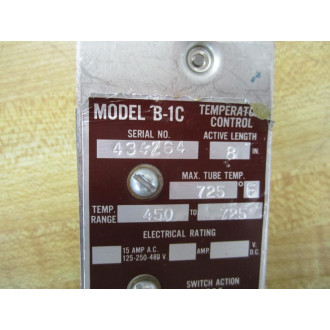 MODEL B-1C TEMPERAT
CONTROL
SERIAL NO. ACTIVE LENGTH
434264 8 IN.
MAX. TUBE TEMP.
725 °F
TEMP. RANGE 450 TO 725
ELECTRICAL RATING
15 AMP A.C. AMP. V.
125-250-480 V D.C.
SWITCH ACTION